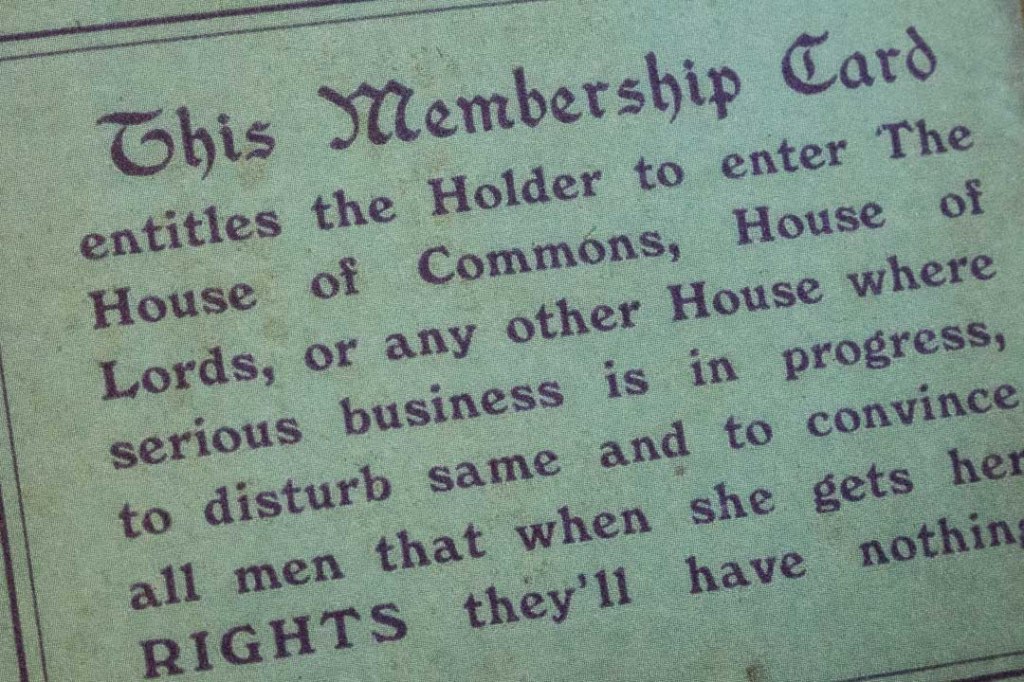 This Membership Card
entitles the Holder to enter The
House of Commons, House of
Lords, or any other House where
serious business is in progress,
to disturb same and to convince
all men that when she gets her
RIGHTS they'll have nothing